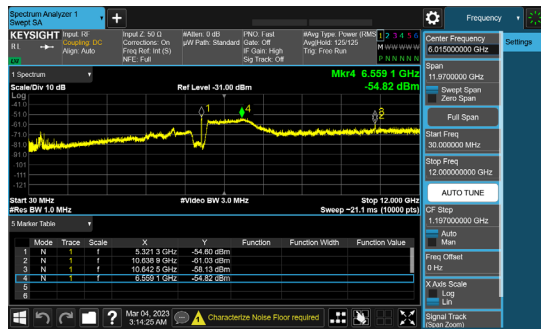 Spectrum Analyzer 1
Swept SA
Frequency
KEYSIGHT Input: RF Input Z: 50 Ω #Atten: 0 dB PNO: Fast #Avg Type: Power (RMS) 1 2 3 4 5 6
RL Coupling: DC Corrections: On µW Path: Standard Gate: Off Avg|Hold: 125/125 M W W W W W
Align: Auto Freq Ref: Int (S) IF Gain: High Trig: Free Run
NFE: Full Sig Track: Off P N N N N N
1 Spectrum
Mkr4 6.559 1 GHz
Scale/Div 10 dB Ref Level -31.00 dBm -54.82 dBm
Log
-41.0
-51.0
-61.0
-71.0
-81.0
-91.0
-101
-111
-121
1
4
Start 30 MHz #Video BW 3.0 MHz Stop 12.000 GHz
#Res BW 1.0 MHz Sweep ~21.1 ms (10000 pts)
5 Marker Table
Mode Trace Scale X Y Function Function Width Function Value
1 N 1 f 5.321 3 GHz -54.60 dBm
2 N 1 f 10.638 9 GHz -61.03 dBm
3 N 1 f 10.642 5 GHz -58.13 dBm
4 N 1 f 6.559 1 GHz -54.82 dBm
5
6
Center Frequency
6.015000000 GHz
Settings
Span
11.9700000 GHz
Swept Span
Zero Span
Full Span
Start Freq
30.000000 MHz
Stop Freq
12.000000000 GHz
AUTO TUNE
CF Step
1.197000000 GHz
Auto
Man
Freq Offset
0 Hz
X Axis Scale
Log
Lin
Signal Track
(Span Zoom)
Mar 04, 2023
3:14:25 AM
Characterize Noise Floor required